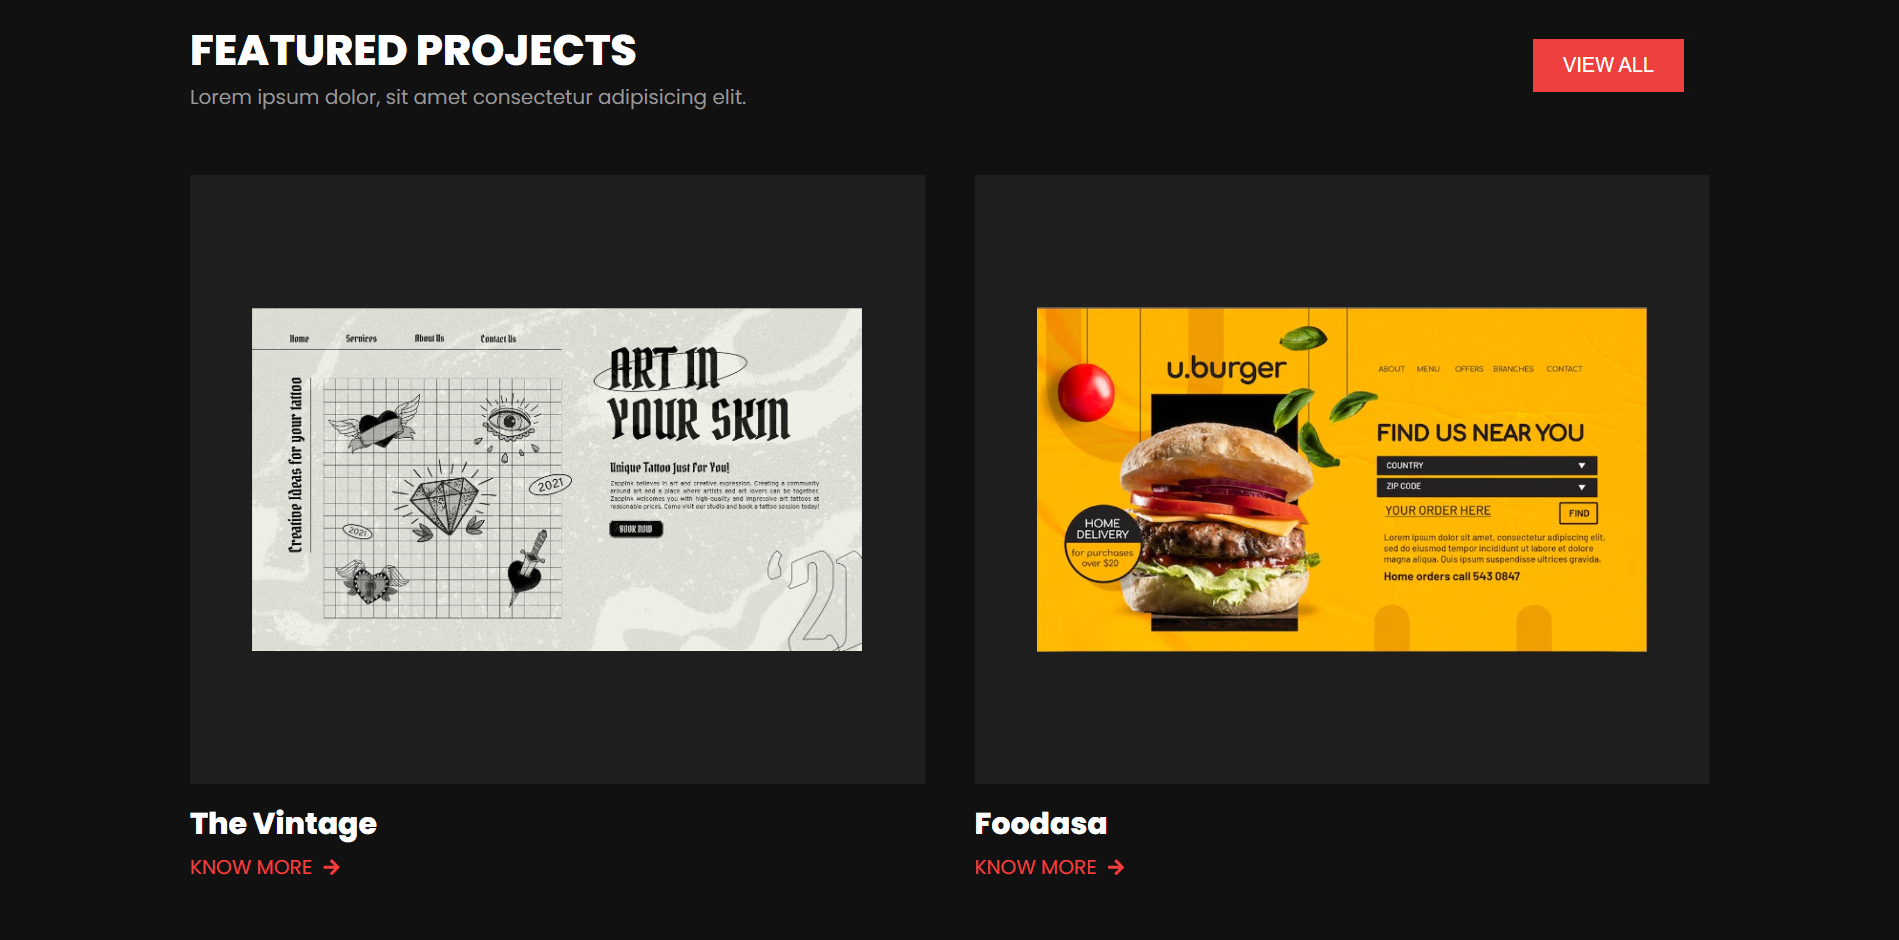 FEATURED PROJECTS
Lorem ipsum dolor, sit amet consectetur adipisicing elit.
VIEW ALL
Home Services About Us Contact Us
Creative Ideas for your tattoo
2021
2021
ART IN
YOUR SKIN
Unique Tattoo Just For You!
Zappink believes in art and creative expression. Creating a community
around art and a place where artists and art lovers can be together.
Zappink welcomes you with high-quality and impressive art tattoos at
reasonable prices. Come visit our studio and book a tattoo session today!
BOOK NOW
'21
u.burger
ABOUT MENU OFFERS BRANCHES CONTACT
FIND US NEAR YOU
COUNTRY
ZIP CODE
YOUR ORDER HERE
FIND
HOME
DELIVERY
for purchases
over $20
Lorem ipsum dolor sit amet, consectetur adipiscing elit,
sed do eiusmod tempor incididunt ut labore et dolore
magna aliqua. Quis ipsum suspendisse ultrices gravida.
Home orders call 543 0847
The Vintage
KNOW MORE
Foodasa
KNOW MORE